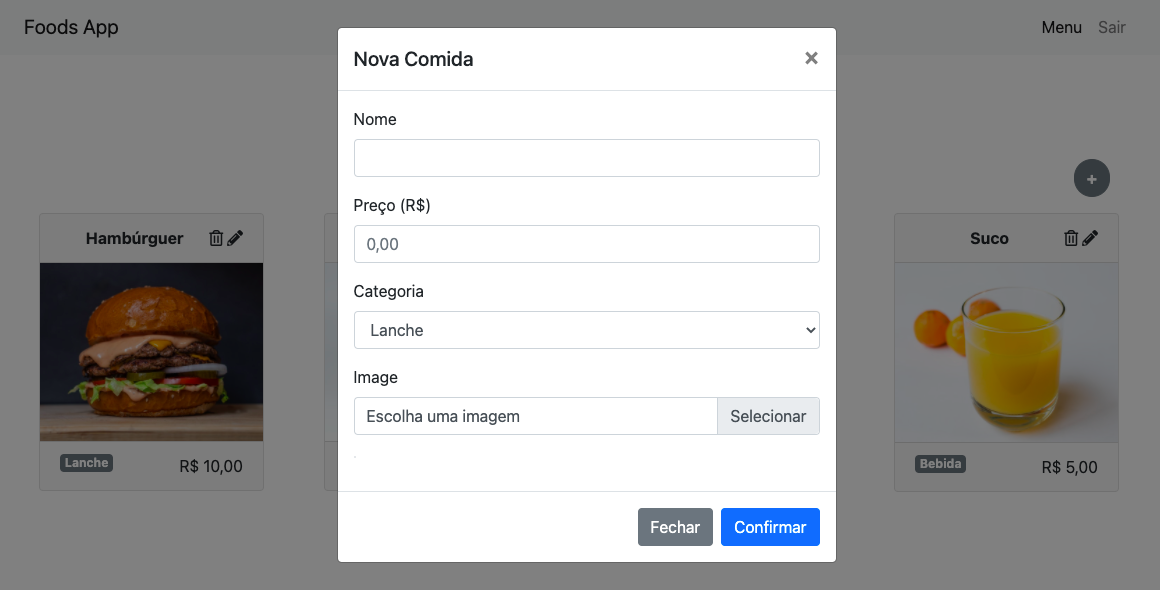 Foods App
Menu Sair
Nova Comida ×
Nome
Preço (R$)
0,00
Categoria
Lanche
Image
Escolha uma imagem Selecionar
Fechar Confirmar
+
Hambúrguer
Lanche R$ 10,00
Suco
Bebida R$ 5,00